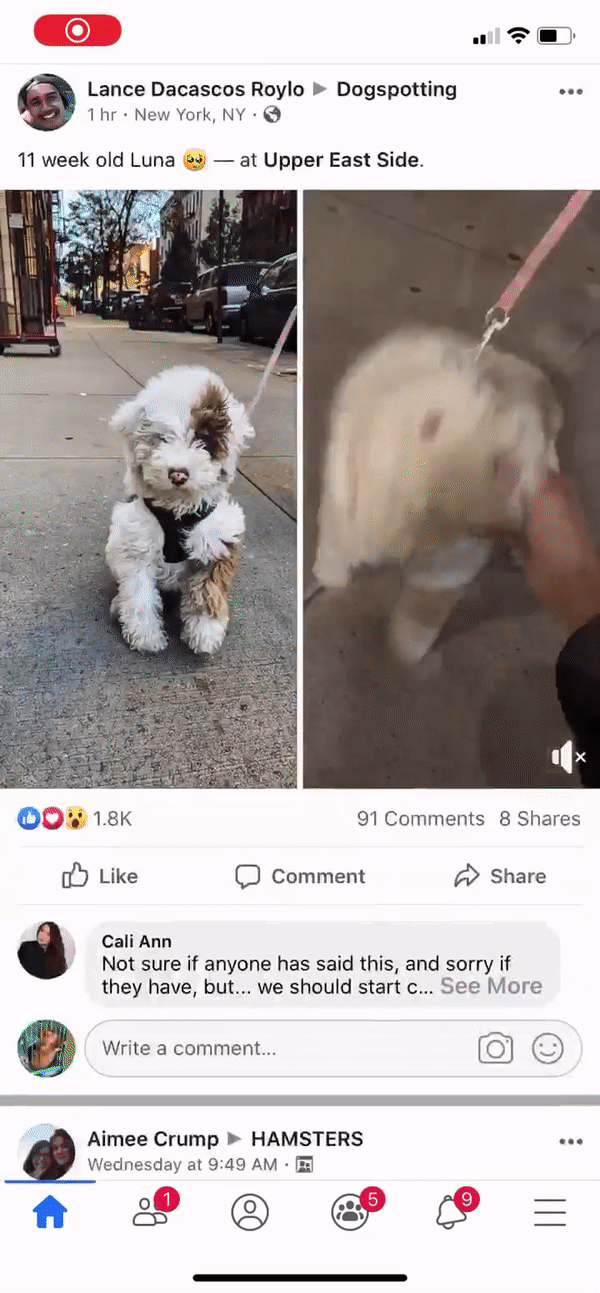 Lance Dacascos Roylo ▶ Dogspotting
1 hr · New York, NY ·
11 week old Luna 🥺 — at Upper East Side.
1.8K
91 Comments 8 Shares
Like
Comment
Share
Cali Ann
Not sure if anyone has said this, and sorry if
they have, but... we should start c... See More
Write a comment...
Aimee Crump ▶ HAMSTERS
Wednesday at 9:49 AM ·
1
5
9